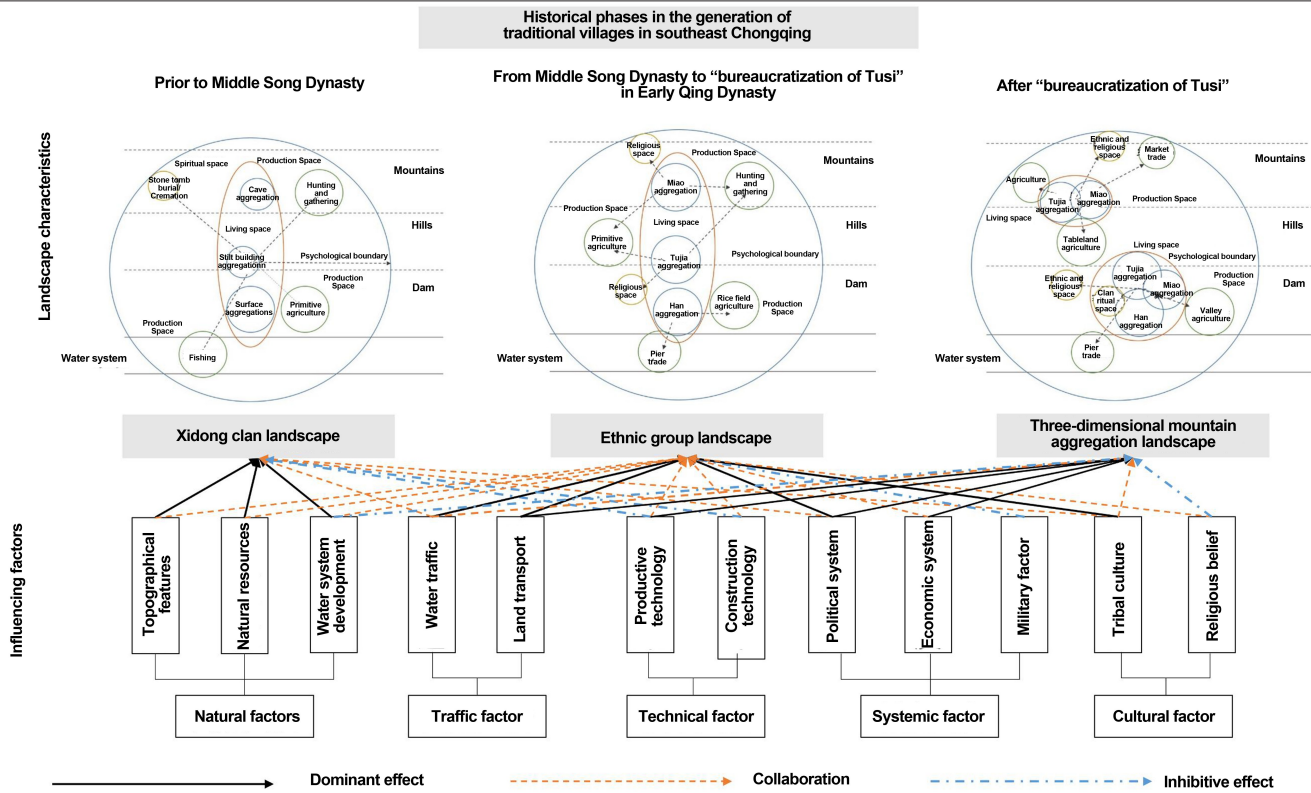 Historical phases in the generation of
traditional villages in southeast Chongqing
Prior to Middle Song Dynasty
From Middle Song Dynasty to “bureaucratization of Tusi”
in Early Qing Dynasty
After “bureaucratization of Tusi”
Landscape characteristics
Spiritual space
Production Space
Mountains
Stone tomb
burial/
Cremation
Cave
aggregation
Hunting
and
gathering
Hills
Living space
Stilt building
aggregationn
Psychological boundary
Production
Space
Dam
Surface
aggregations
Primitive
agriculture
Production
Space
Water system
Fishing
Religious
space
Production Space
Mountains
Miao
aggregation
Hunting
and
gathering
Production Space
Living space
Hills
Primitive
agriculture
Tujia
aggregation
Psychological boundary
Dam
Religious
space
Han
aggregation
Rice field
agriculture
Production
Space
Water system
Pier
trade
Ethnic and
religious
space
Market
trade
Mountains
Agriculture
Tujia
aggregation
Miao
aggregation
Production Space
Living space
Hills
Tableland
agriculture
Living space
Psychological boundary
Ethnic and
religious
space
Tujia
aggregation
Production
Space
Dam
Clan
ritual
space
Miao
aggregation
Han
aggregation
Valley
agriculture
Water system
Pier
trade
Xidong clan landscape
Ethnic group landscape
Three-dimensional mountain
aggregation landscape
Influencing factors
Topographical
features
Natural resources
Water system
development
Water traffic
Land transport
Productive
technology
Construction
technology
Political system
Economic system
Military factor
Tribal culture
Religious belief
Natural factors
Traffic factor
Technical factor
Systemic factor
Cultural factor
Dominant effect
Collaboration
Inhibitive effect